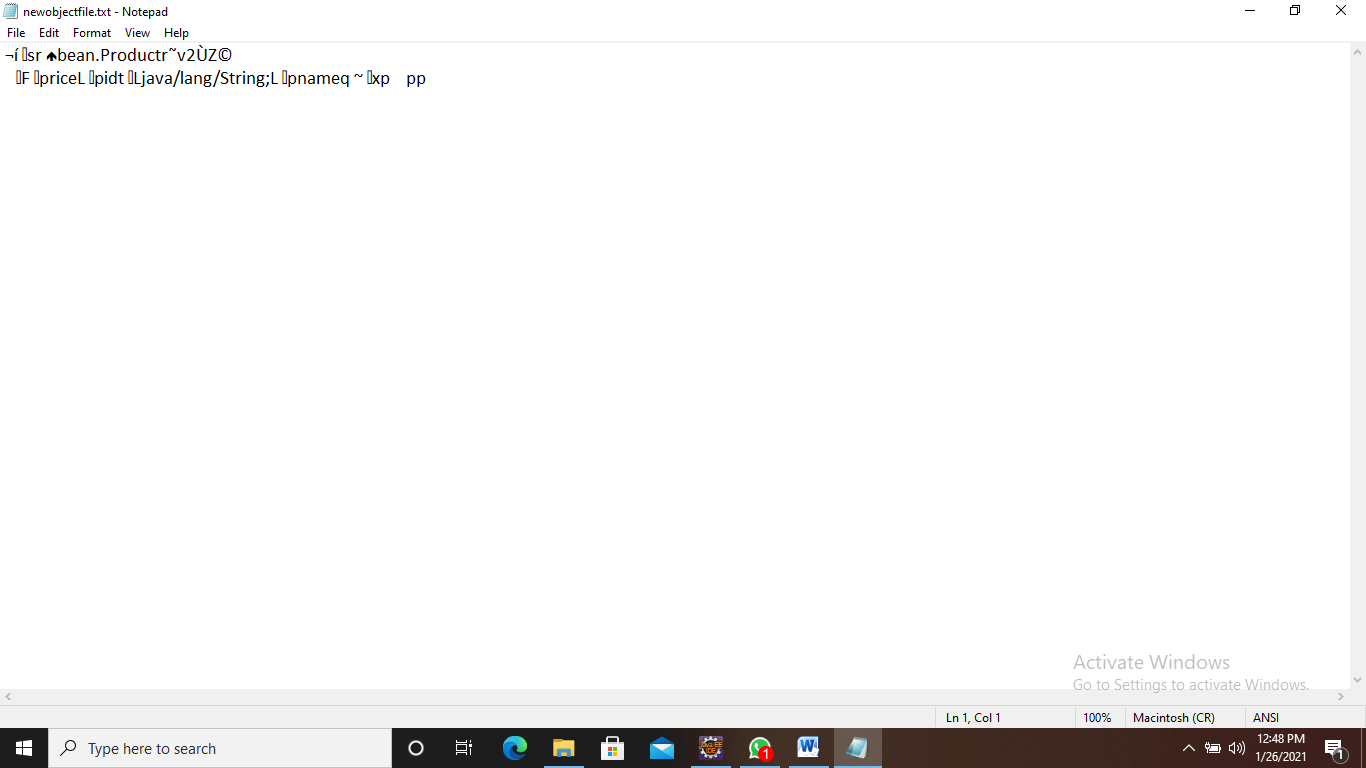 newobjectfile.txt - Notepad
File Edit Format View Help
¬í sr ♠bean.Productr˜v2ÙZ©
F priceL pidt Ljava/lang/String;L pnameq ~ xp pp
Activate Windows
Go to Settings to activate Windows.
Ln 1, Col 1 100% Macintosh (CR) ANSI
Type here to search
1
12:48 PM
1/26/2021
1